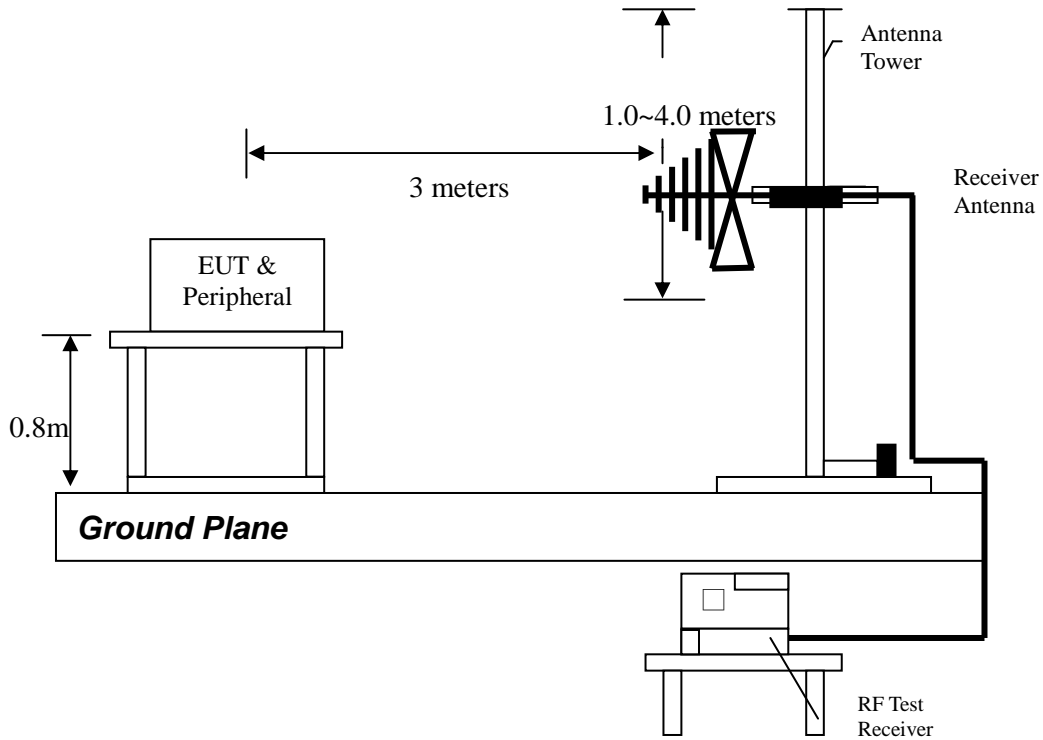 Antenna
Tower
1.0~4.0 meters
3 meters
Receiver
Antenna
EUT &
Peripheral
0.8m
Ground Plane
RF Test
Receiver